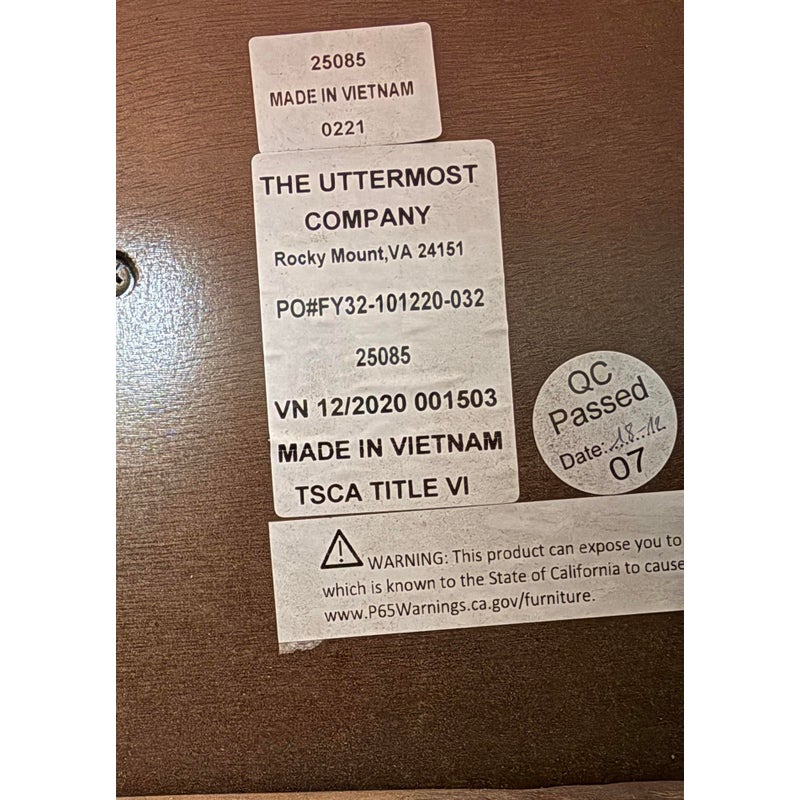 25085
MADE IN VIETNAM
0221
THE UTTERMOST
COMPANY
Rocky Mount,VA 24151
PO#FY32-101220-032
25085
VN 12/2020 001503
MADE IN VIETNAM
TSCA TITLE VI
QC
Passed
Date: 18-12
07
WARNING: This product can expose you to
which is known to the State of California to cause
www.P65Warnings.ca.gov/furniture.